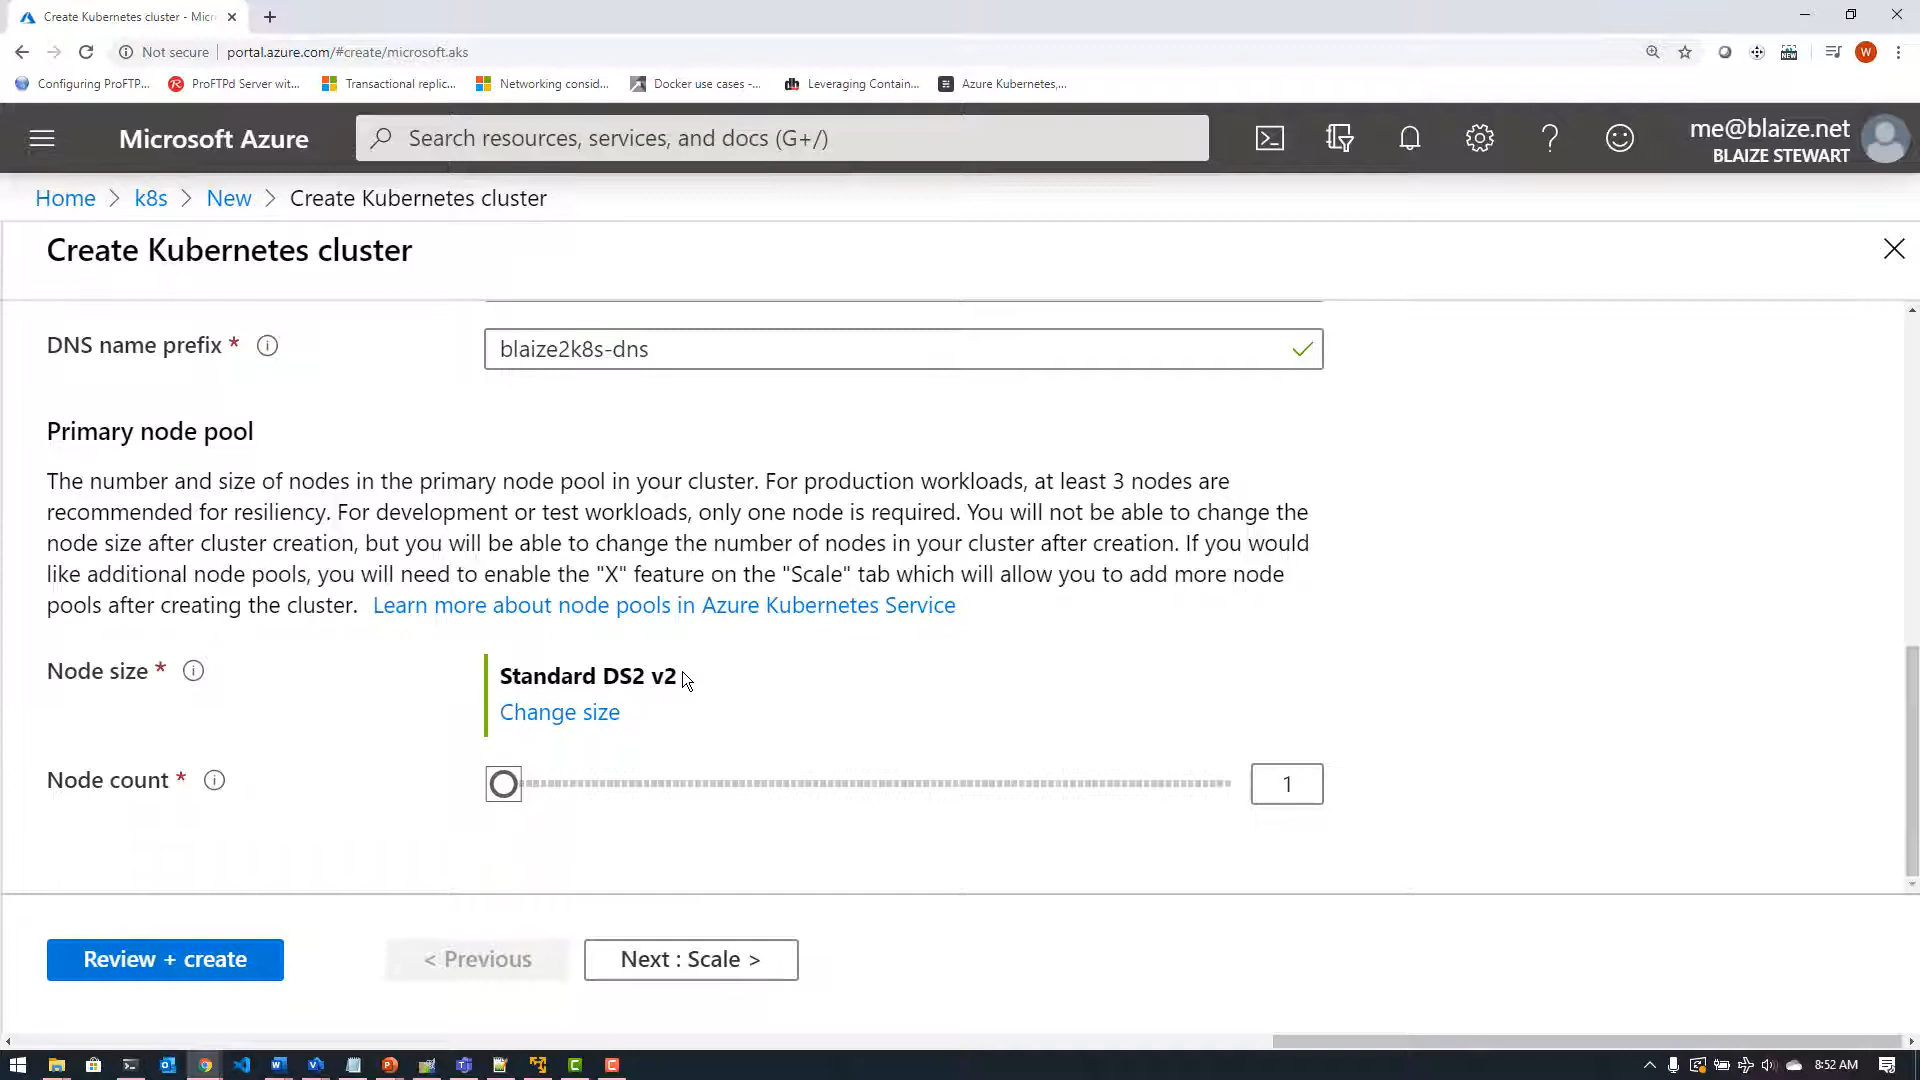 Create Kubernetes cluster - Micr
Not secure
portal.azure.com/#create/microsoft.aks
W
Configuring ProFTP...
ProFTPd Server wit...
Transactional replic...
Networking consid...
Docker use cases -...
Leveraging Contain...
Azure Kubernetes,...
Microsoft Azure
Search resources, services, and docs (G+/)
me@blaize.net
BLAIZE STEWART
Home > k8s > New > Create Kubernetes cluster
Create Kubernetes cluster
DNS name prefix *
blaize2k8s-dns
Primary node pool
The number and size of nodes in the primary node pool in your cluster. For production workloads, at least 3 nodes are
recommended for resiliency. For development or test workloads, only one node is required. You will not be able to change the
node size after cluster creation, but you will be able to change the number of nodes in your cluster after creation. If you would
like additional node pools, you will need to enable the "X" feature on the "Scale" tab which will allow you to add more node
pools after creating the cluster. Learn more about node pools in Azure Kubernetes Service
Node size *
Standard DS2 v2
Change size
Node count *
1
Review + create
< Previous
Next : Scale >
8:52 AM